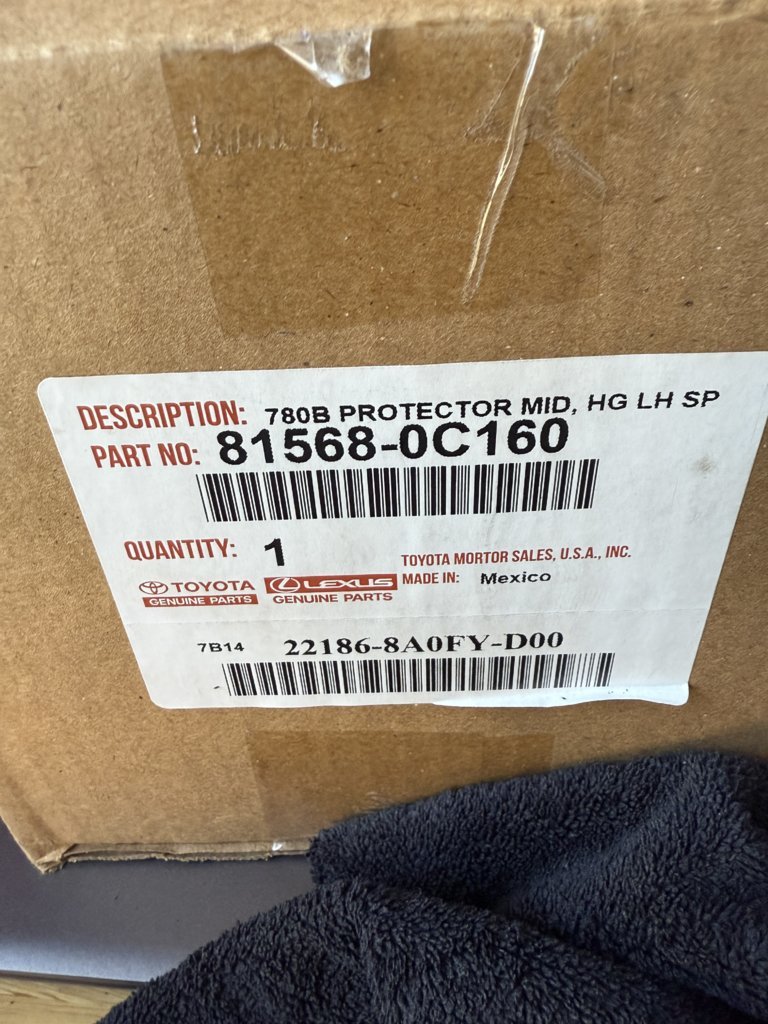 DESCRIPTION: 780B PROTECTOR MID, HG LH SP
PART NO: 81568-0C160
QUANTITY: 1
TOYOTA MORTOR SALES, U.S.A., INC.
MADE IN: Mexico
TOYOTA
GENUINE PARTS
LEXUS
GENUINE PARTS
7B14 22186-8A0FY-D00